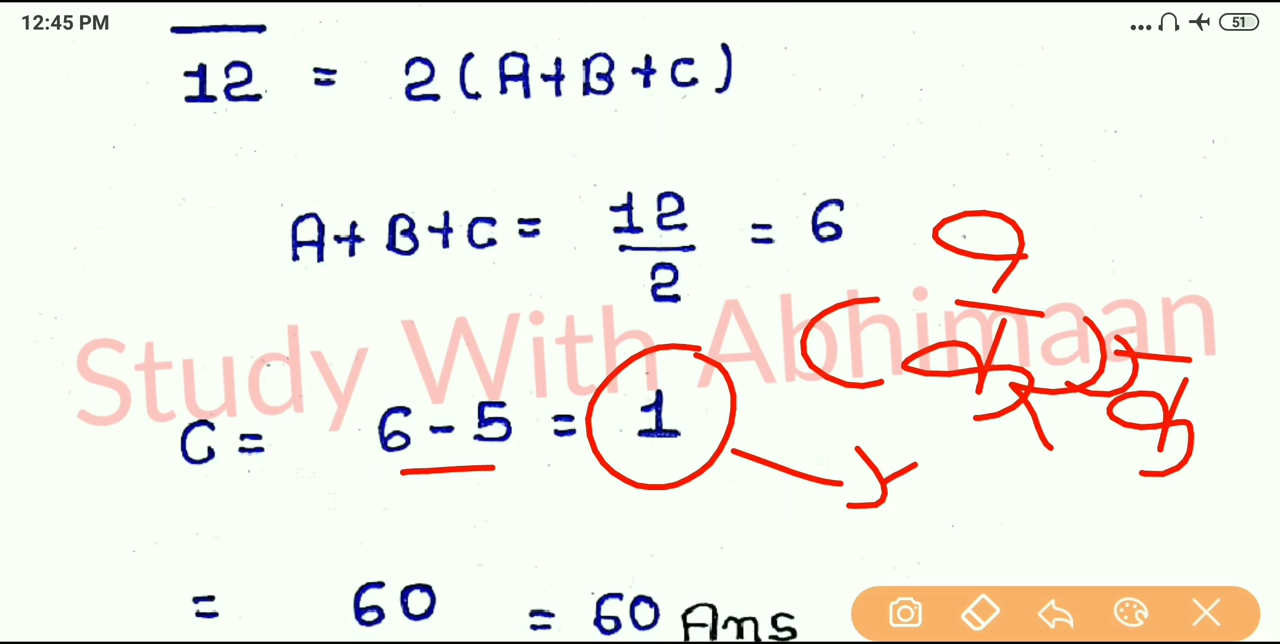 12:45 PM
51
12 = 2(A+B+C)
A+B+C = 12/2 = 6
Study With Abhimaan
C = 6-5 = 1
= 60 = 60 Ans